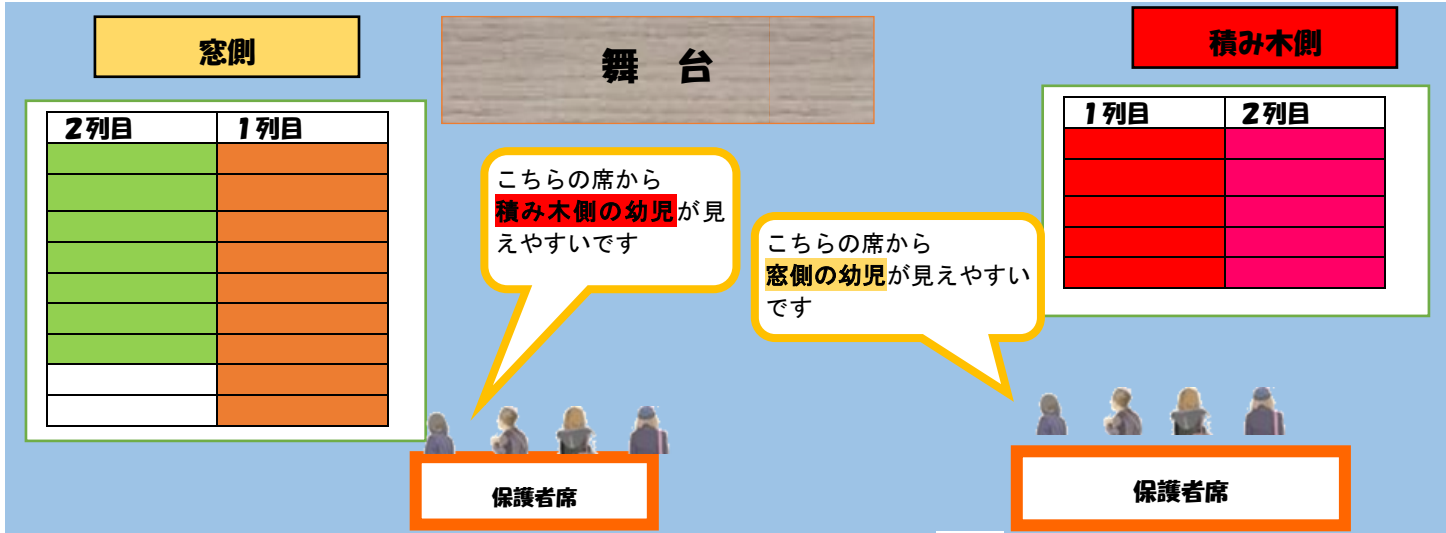 窓側
舞 台
積み木側
2列目 1列目
1列目 2列目
こちらの席から
積み木側の幼児が見
えやすいです
こちらの席から
窓側の幼児が見えやすい
です
保護者席
保護者席